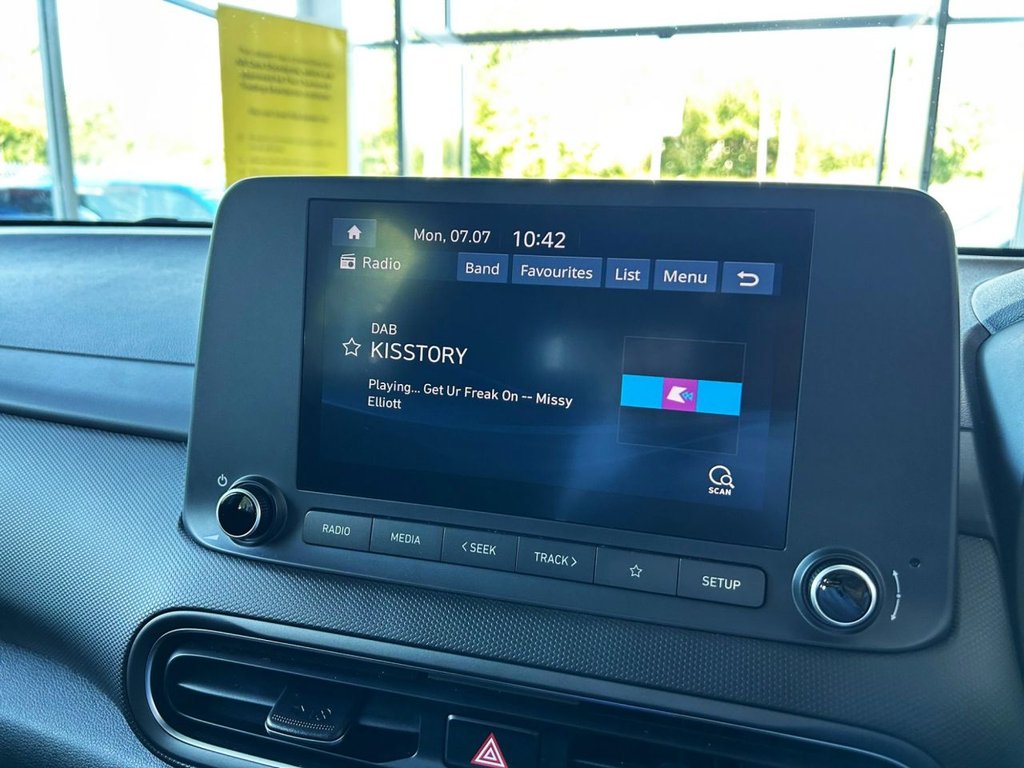 Mon, 07.07 10:42
Radio
Band Favourites List Menu
DAB
KISSTORY
Playing... Get Ur Freak On -- Missy
Elliott
SCAN
RADIO MEDIA < SEEK TRACK > SETUP